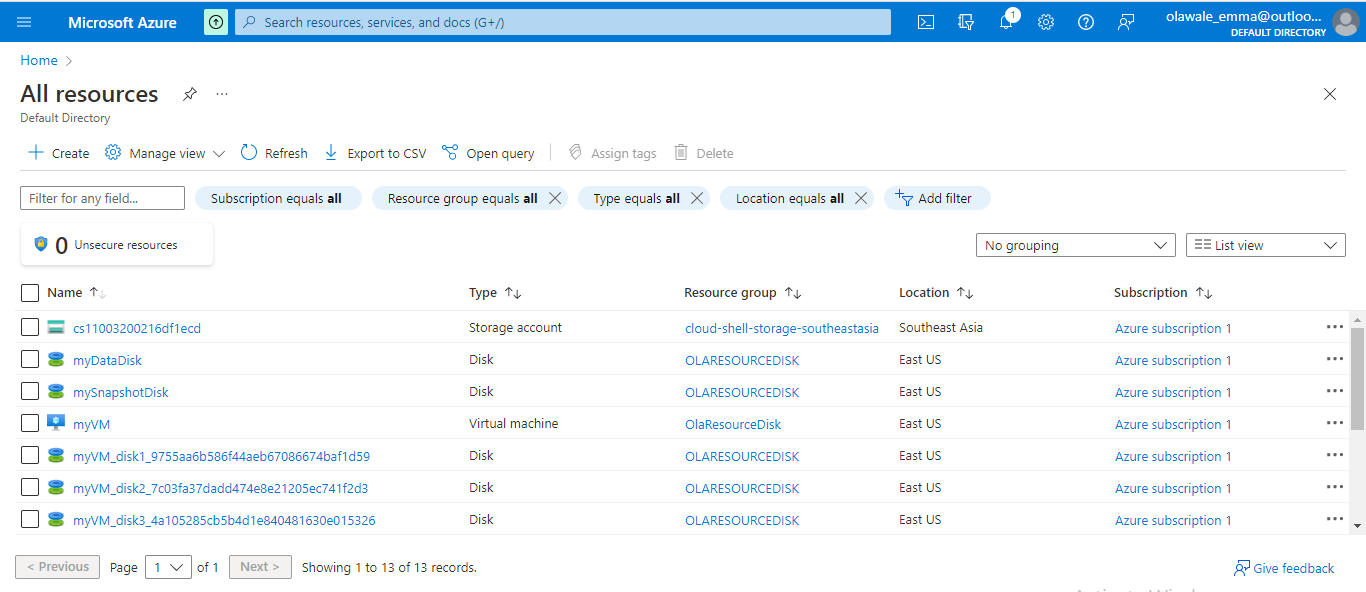 Microsoft Azure
Search resources, services, and docs (G+/)
1
olawale_emma@outloo...
DEFAULT DIRECTORY
Home
All resources
Default Directory
Create Manage view Refresh Export to CSV Open query Assign tags Delete
Filter for any field... Subscription equals all Resource group equals all Type equals all Location equals all Add filter
0 Unsecure resources
No grouping List view
Name Type Resource group Location Subscription
cs11003200216df1ecd Storage account cloud-shell-storage-southeastasia Southeast Asia Azure subscription 1
myDataDisk Disk OLARESOURCEDISK East US Azure subscription 1
mySnapshotDisk Disk OLARESOURCEDISK East US Azure subscription 1
myVM Virtual machine OlaResourceDisk East US Azure subscription 1
myVM_disk1_9755aa6b586f44aeb67086674baf1d59 Disk OLARESOURCEDISK East US Azure subscription 1
myVM_disk2_7c03fa37dadd474e8e21205ec741f2d3 Disk OLARESOURCEDISK East US Azure subscription 1
myVM_disk3_4a105285cb5b4d1e840481630e015326 Disk OLARESOURCEDISK East US Azure subscription 1
< Previous Page 1 of 1 Next > Showing 1 to 13 of 13 records.
Give feedback